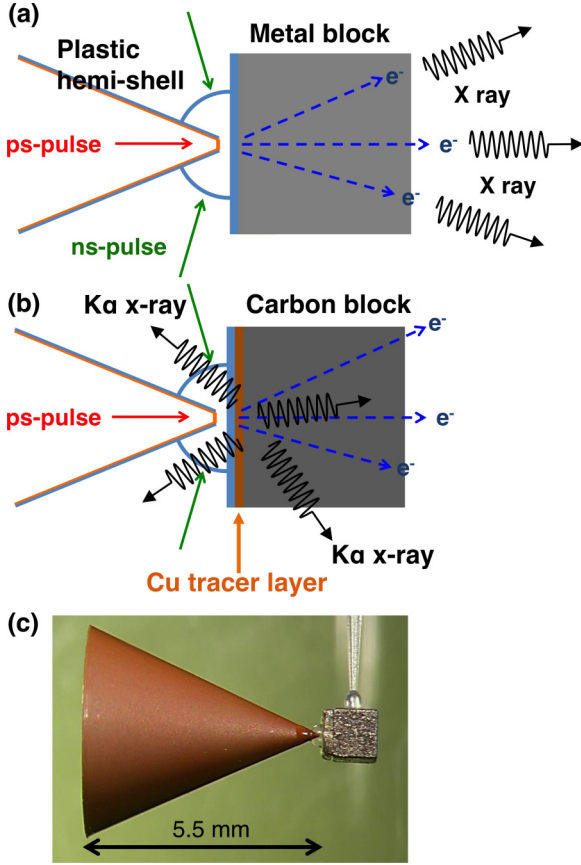 (a)
Plastic
hemi-shell
Metal block
e-
X ray
ps-pulse
e-
X ray
e-
ns-pulse
(b)
Kα x-ray
Carbon block
e-
ps-pulse
e-
e-
Kα x-ray
Cu tracer layer
(c)
5.5 mm